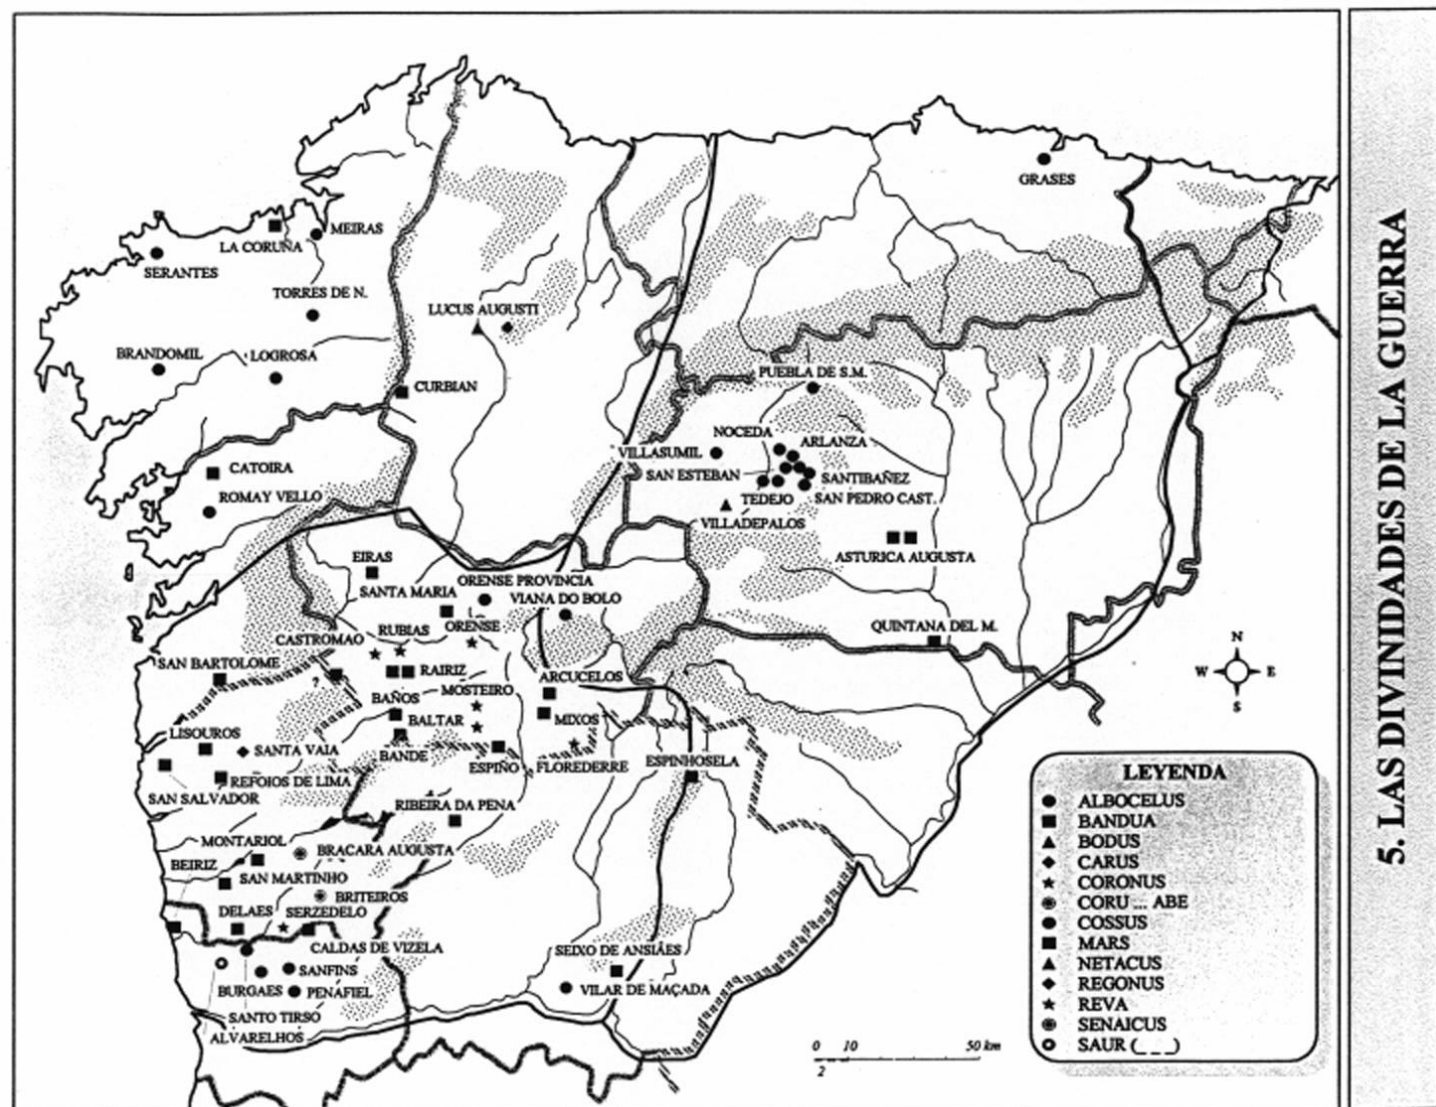 GRASES
MEIRAS
LA CORUÑA
SERANTES
TORRES DE N.
LUCUS AUGUSTI
BRANDOMIL
LOGROSA
CURBIAN
PUEBLA DE S.M.
NOCEDA
ARLANZA
VILLASUMIL
SAN ESTEBAN
SANTIBAÑEZ
TEDEJO
SAN PEDRO CAST.
VILLADEPALOS
CATOIRA
ROMAY VELLO
ASTURICA AUGUSTA
EIRAS
ORENSE PROVINCIA
SANTA MARIA
VIANA DO BOLO
ORENSE
RUBIAS
CASTROMAO
QUINTANA DEL M.
SAN BARTOLOME
?
RAIRIZ
ARCUCELOS
MOSTEIRO
BAÑOS
BALTAR
MIXOS
LISOUROS
SANTA VAIA
BANDE
ESPIÑO
FLOREDERRE
ESPINHOSELA
REFOIOS DE LIMA
SAN SALVADOR
RIBEIRA DA PENA
MONTARIOL
BRACARA AUGUSTA
BEIRIZ
SAN MARTINHO
BRITEIROS
DELAES
SERZEDELO
CALDAS DE VIZELA
SEIXO DE ANSIÃES
SANFINS
BURGAES
PENAFIEL
VILAR DE MAÇADA
SANTO TIRSO
ALVARELHOS
N
W
E
S
LEYENDA
ALBOCELUS
BANDUA
BODUS
CARUS
CORONUS
CORU ... ABE
COSSUS
MARS
NETACUS
REGONUS
REVA
SENAICUS
SAUR (_ _ _)
0 10 50 km
2
5. LAS DIVINIDADES DE LA GUERRA